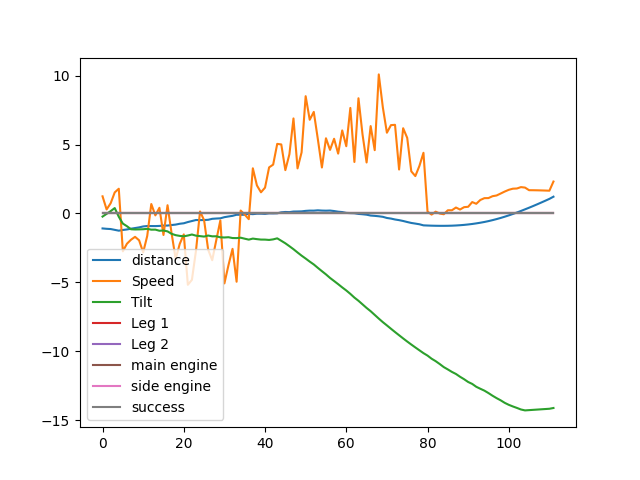 10
5
0
−5
−10
−15
distance
Speed
Tilt
Leg 1
Leg 2
main engine
side engine
success
0 20 40 60 80 100